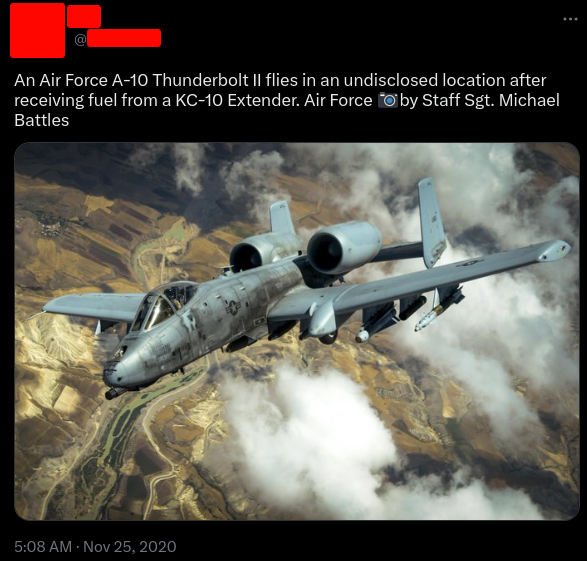 @
An Air Force A-10 Thunderbolt II flies in an undisclosed location after
receiving fuel from a KC-10 Extender. Air Force 📷by Staff Sgt. Michael
Battles
5:08 AM · Nov 25, 2020